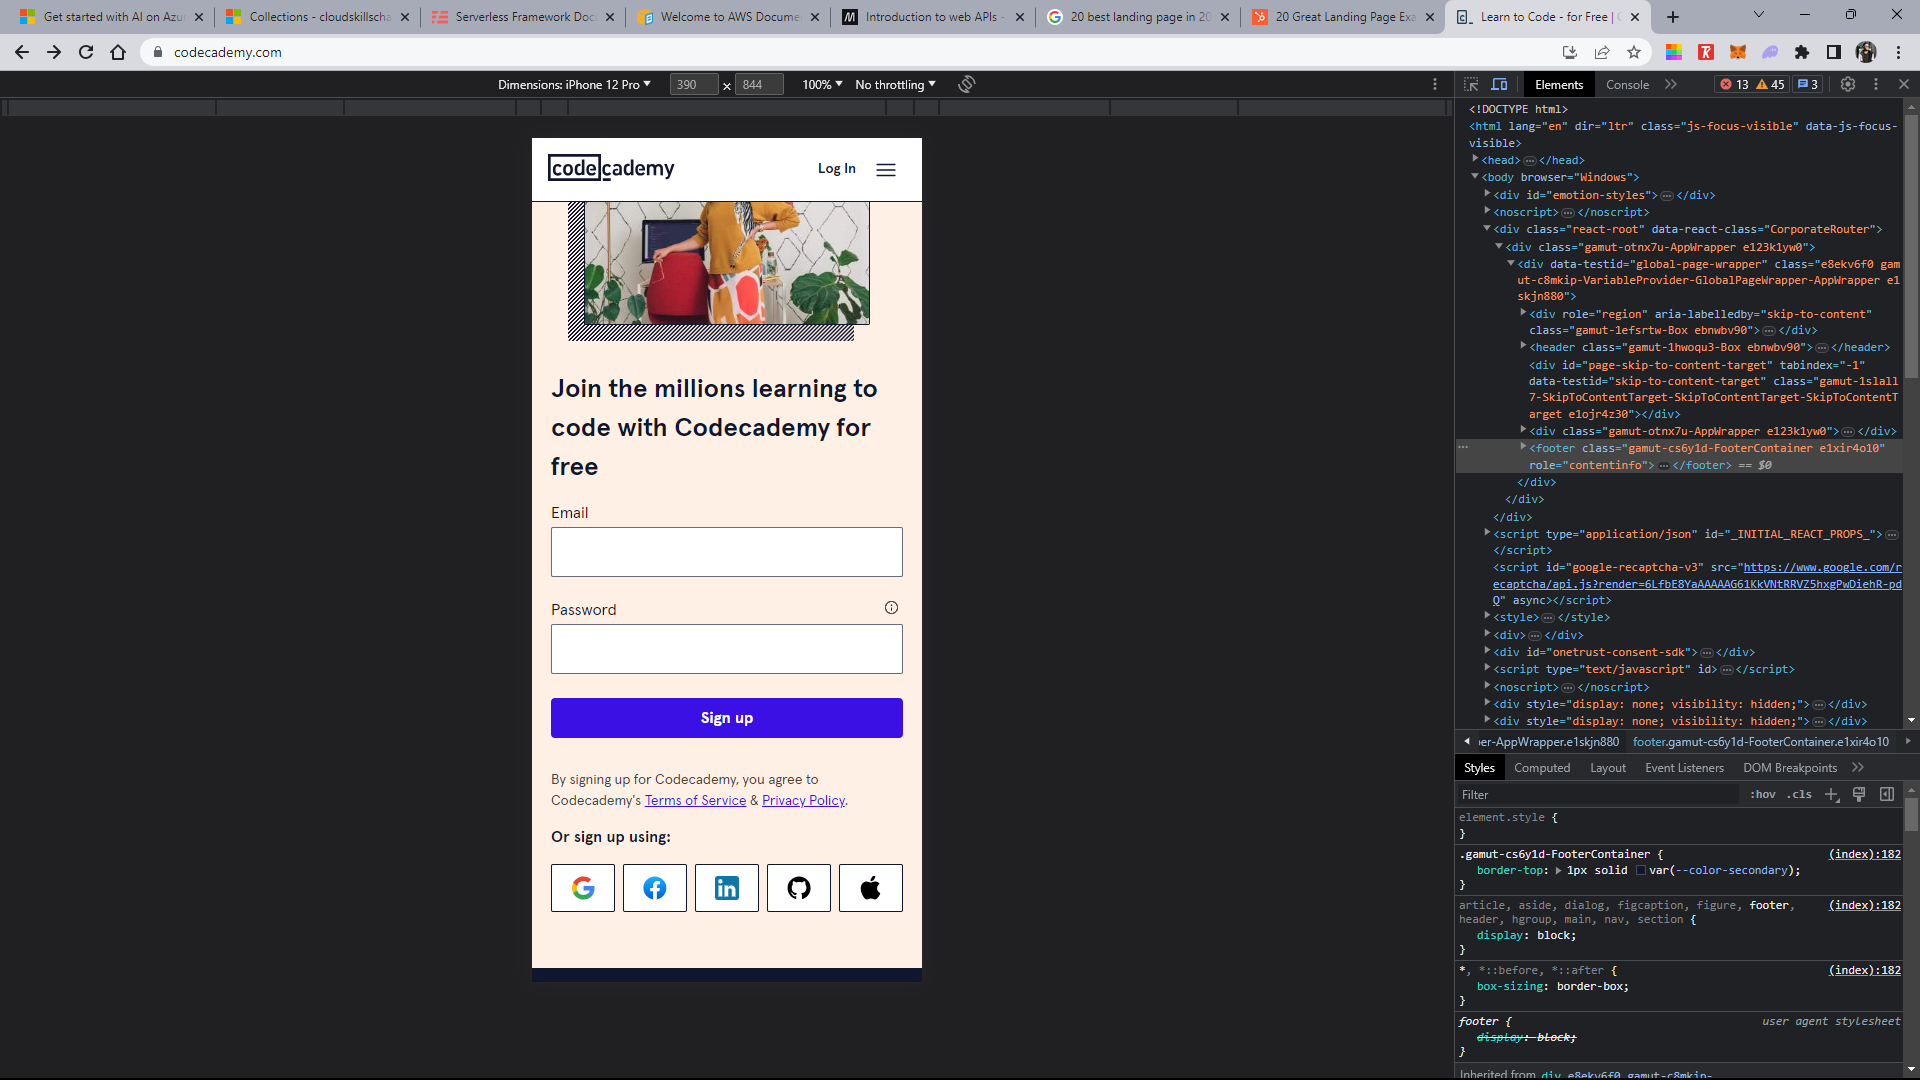 Get started with AI on Azur
Collections - cloudskillscha
Serverless Framework Doc
Welcome to AWS Docume
Introduction to web APIs -
20 best landing page in 20
20 Great Landing Page Exa
Learn to Code - for Free |
codecademy.com
Dimensions: iPhone 12 Pro
390 x 844
100%
No throttling
Elements
Console
13
45
3
code cademy
Log In
Join the millions learning to
code with Codecademy for
free
Email
Password
Sign up
By signing up for Codecademy, you agree to
Codecademy's Terms of Service & Privacy Policy.
Or sign up using:
<!DOCTYPE html>
<html lang="en" dir="ltr" class="js-focus-visible" data-js-focus-
visible>
<head> … </head>
<body browser="Windows">
<div id="emotion-styles"> … </div>
<noscript> … </noscript>
<div class="react-root" data-react-class="CorporateRouter">
<div class="gamut-otnx7u-AppWrapper e123k1yw0">
<div data-testid="global-page-wrapper" class="e8ekv6f0 gam
ut-c8mkip-VariableProvider-GlobalPageWrapper-AppWrapper e1
skjn880">
<div role="region" aria-labelledby="skip-to-content"
class="gamut-1efsrtw-Box ebnwbv90"> … </div>
<header class="gamut-1hwoqu3-Box ebnwbv90"> … </header>
<div id="page-skip-to-content-target" tabindex="-1"
data-testid="skip-to-content-target" class="gamut-1slall
7-SkipToContentTarget-SkipToContentTarget-SkipToContentT
arget e1ojr4z30"></div>
<div class="gamut-otnx7u-AppWrapper e123k1yw0"> … </div>
<footer class="gamut-cs6y1d-FooterContainer e1xir4o10"
role="contentinfo"> … </footer> == $0
</div>
</div>
</div>
<script type="application/json" id="_INITIAL_REACT_PROPS_"> …
</script>
<script id="google-recaptcha-v3" src="https://www.google.com/r
ecaptcha/api.js?render=6LfbE8YaAAAAAG61KkVNtRRVZ5hxgPwDiehR-pd
Q" async></script>
<style> … </style>
<div> … </div>
<div id="onetrust-consent-sdk"> … </div>
<script type="text/javascript" id> … </script>
<noscript> … </noscript>
<div style="display: none; visibility: hidden;"> … </div>
<div style="display: none; visibility: hidden;"> … </div>
er-AppWrapper.e1skjn880
footer.gamut-cs6y1d-FooterContainer.e1xir4o10
Styles
Computed
Layout
Event Listeners
DOM Breakpoints
Filter
:hov
.cls
element.style {
}
.gamut-cs6y1d-FooterContainer {
(index):182
border-top: 1px solid var(--color-secondary);
}
article, aside, dialog, figcaption, figure, footer,
(index):182
header, hgroup, main, nav, section {
display: block;
}
*, *::before, *::after {
(index):182
box-sizing: border-box;
}
footer {
user agent stylesheet
display: block;
}
Inherited from div.e8ekv6f0.gamut-c8mkip-